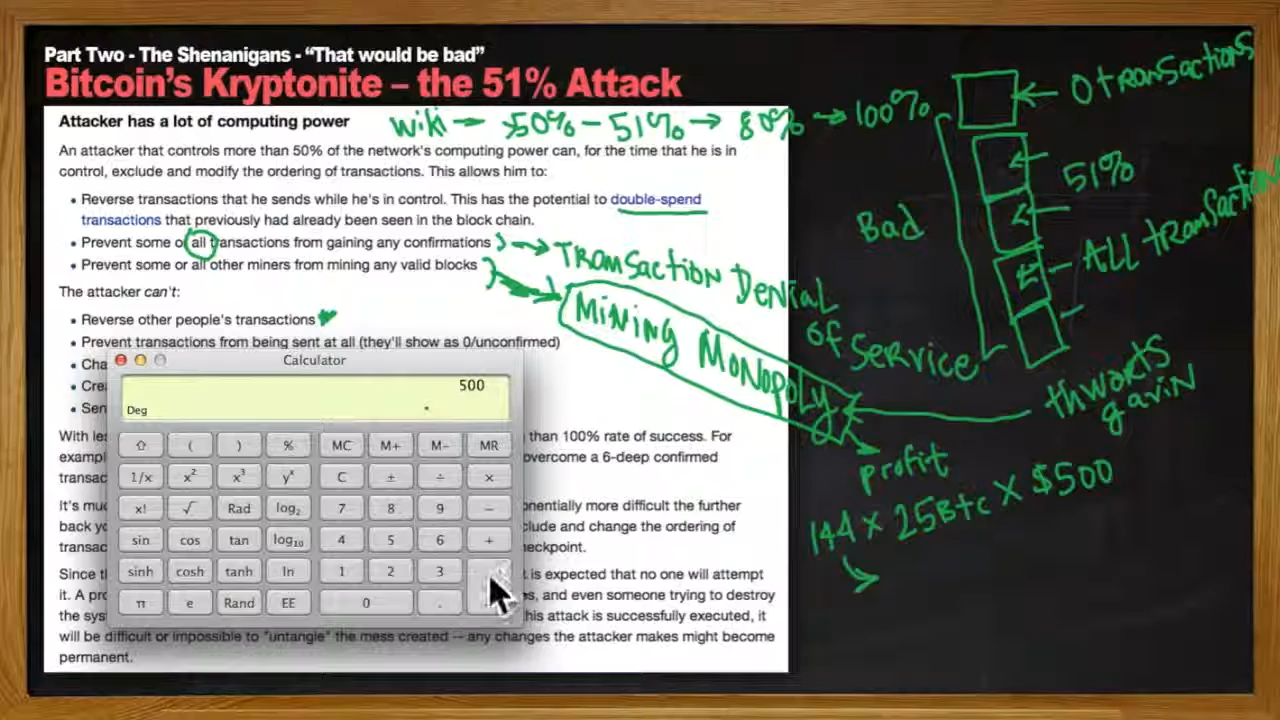 Part Two - The Shenanigans - “That would be bad”
Bitcoin’s Kryptonite – the 51% Attack
Attacker has a lot of computing power
wiki → >50% - 51% → 80% → 100%
An attacker that controls more than 50% of the network's computing power can, for the time that he is in
control, exclude and modify the ordering of transactions. This allows him to:
• Reverse transactions that he sends while he's in control. This has the potential to double-spend
transactions that previously had already been seen in the block chain.
• Prevent some or all transactions from gaining any confirmations
• Prevent some or all other miners from mining any valid blocks
The attacker can't:
• Reverse other people's transactions
• Prevent transactions from being sent at all (they'll show as 0/unconfirmed)
• Cha
• Crea
• Sen
With les
than 100% rate of success. For
exampl
overcome a 6-deep confirmed
transac
It's muc
onentially more difficult the further
back yo
clude and change the ordering of
transac
eckpoint.
Since t
t is expected that no one will attempt
it. A pro
s, and even someone trying to destroy
the sys
his attack is successfully executed, it
will be difficult or impossible to "untangle" the mess created -- any changes the attacker makes might become
permanent.
Calculator
500
Deg
( ) % MC M+ M- MR
1/x x² x³ yˣ C ± ÷ ×
x! √ Rad log₂ 7 8 9 −
sin cos tan log₁₀ 4 5 6 +
sinh cosh tanh ln 1 2 3
π e Rand EE 0 .
Transaction Denial
of Service
Mining Monopoly
0 transactions
51%
Bad
ALL transactions
thworts
gavin
profit
144 × 25Btc × $500